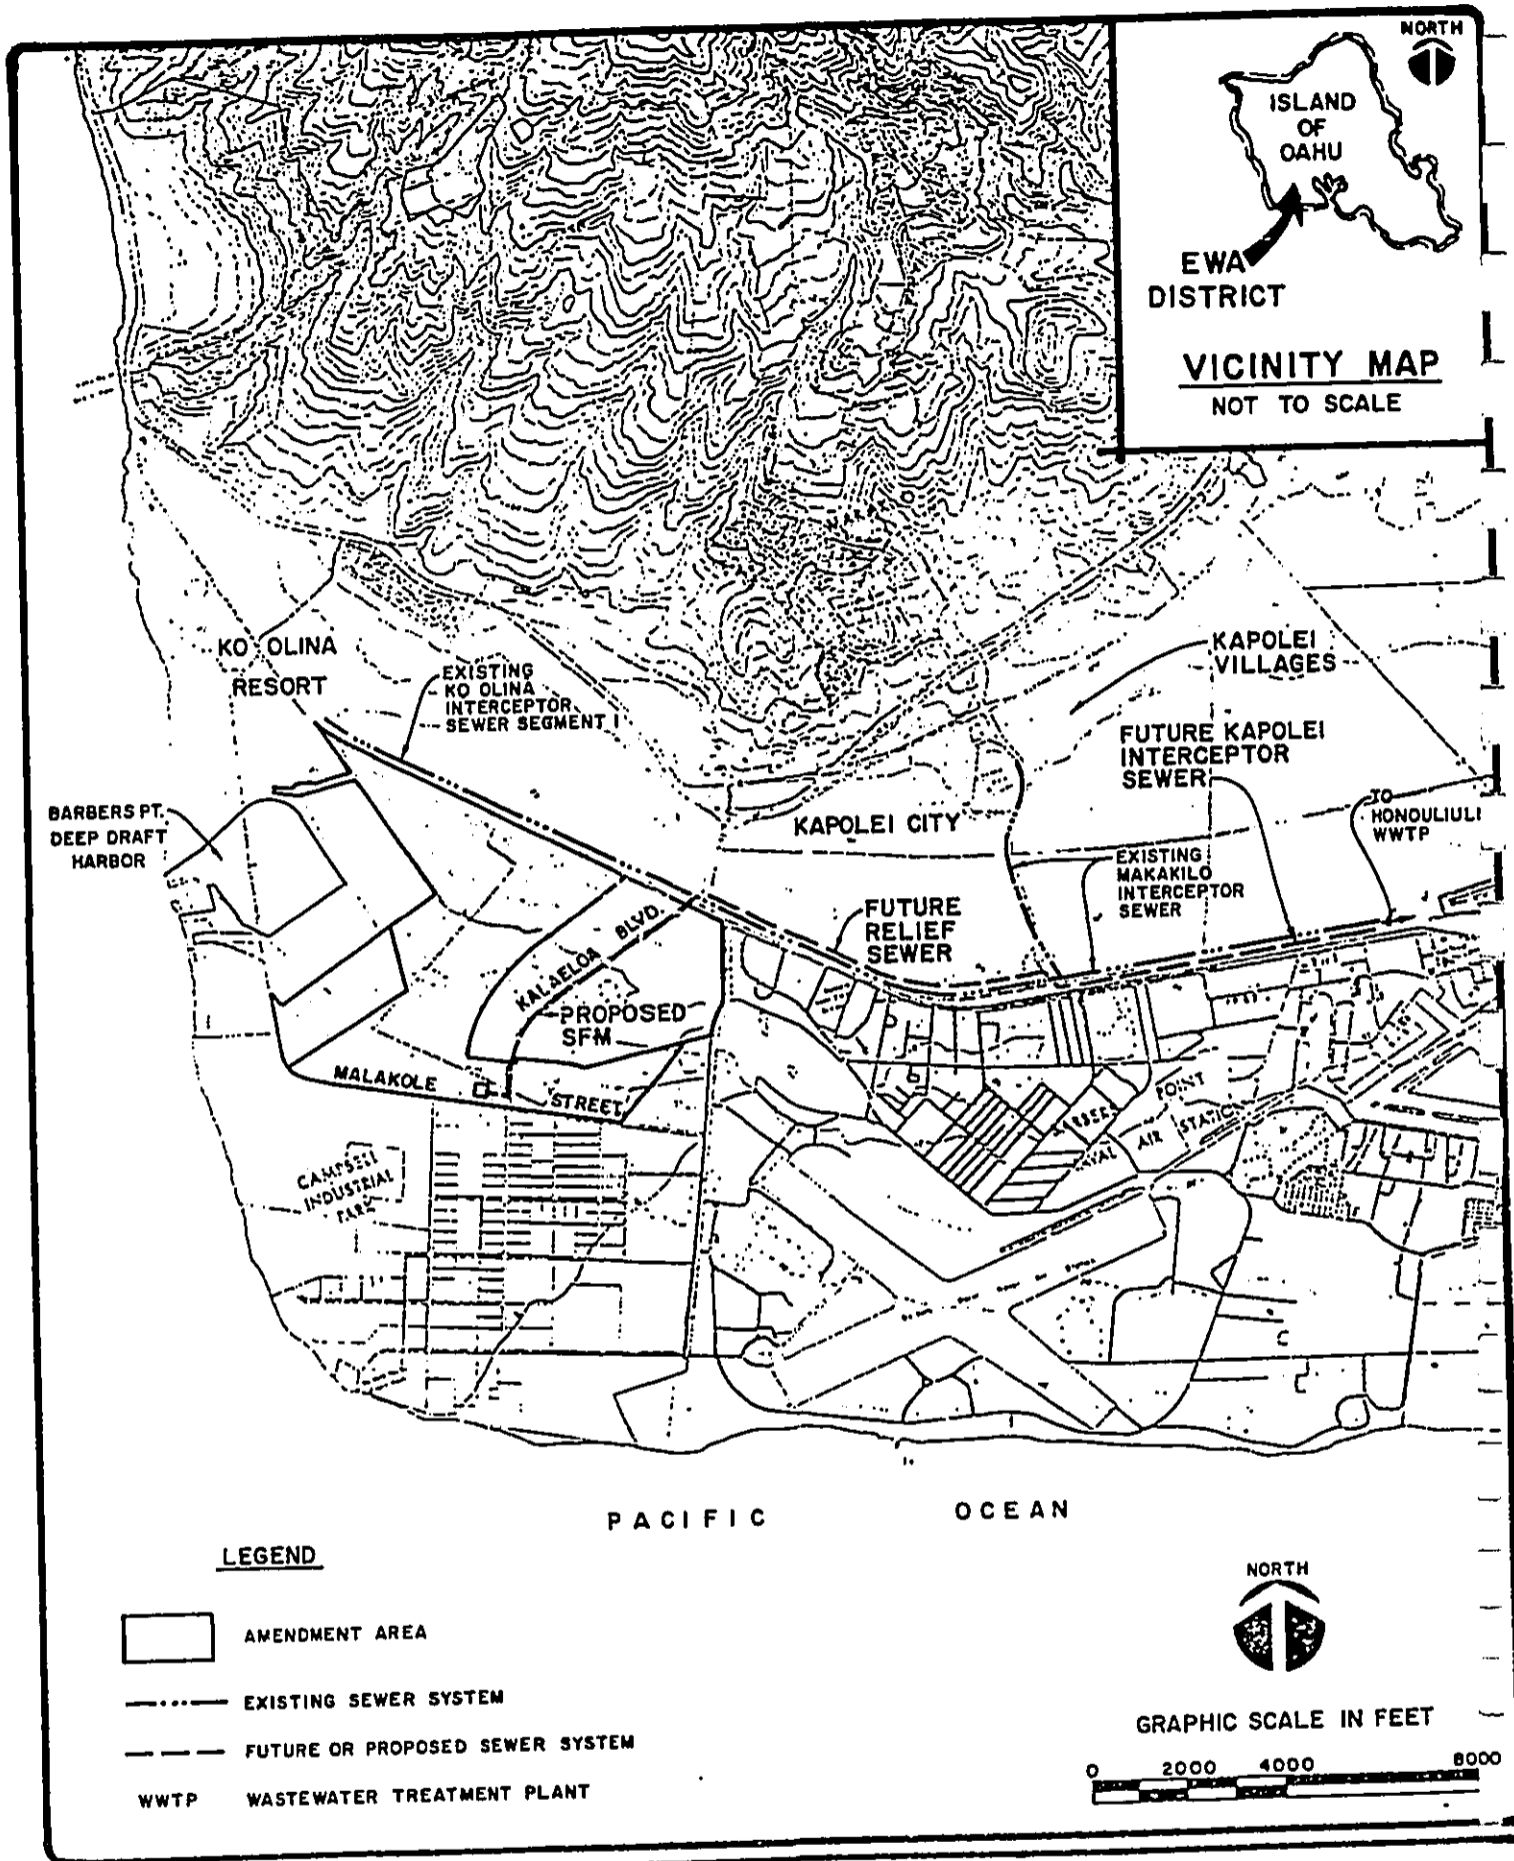 NORTH
ISLAND
OF
OAHU
EWA
DISTRICT
VICINITY MAP
NOT TO SCALE
KO OLINA
RESORT
EXISTING
KO OLINA
INTERCEPTOR
SEWER SEGMENT I
KAPOLEI
VILLAGES
FUTURE KAPOLEI
INTERCEPTOR
SEWER
TO
HONOULIULI
WWTP
BARBERS PT.
DEEP DRAFT
HARBOR
KAPOLEI CITY
EXISTING
MAKAKILO
INTERCEPTOR
SEWER
FUTURE
RELIEF
SEWER
KALAELOA BLVD.
PROPOSED
SFM
MALAKOLE STREET
POINT
AIR
CAMPBELL
INDUSTRIAL
PARK
PACIFIC OCEAN
LEGEND
AMENDMENT AREA
EXISTING SEWER SYSTEM
FUTURE OR PROPOSED SEWER SYSTEM
WWTP WASTEWATER TREATMENT PLANT
NORTH
GRAPHIC SCALE IN FEET
0 2000 4000 8000